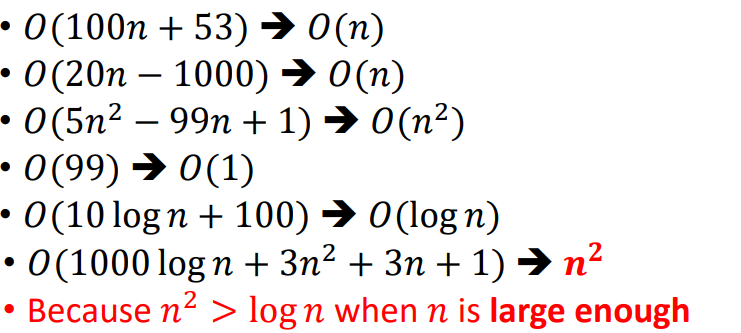 • O(100n + 53) ➔ O(n)
• O(20n − 1000) ➔ O(n)
• O(5n² − 99n + 1) ➔ O(n²)
• O(99) ➔ O(1)
• O(10 log n + 100) ➔ O(log n)
• O(1000 log n + 3n² + 3n + 1) ➔ n²
• Because n² > log n when n is large enough